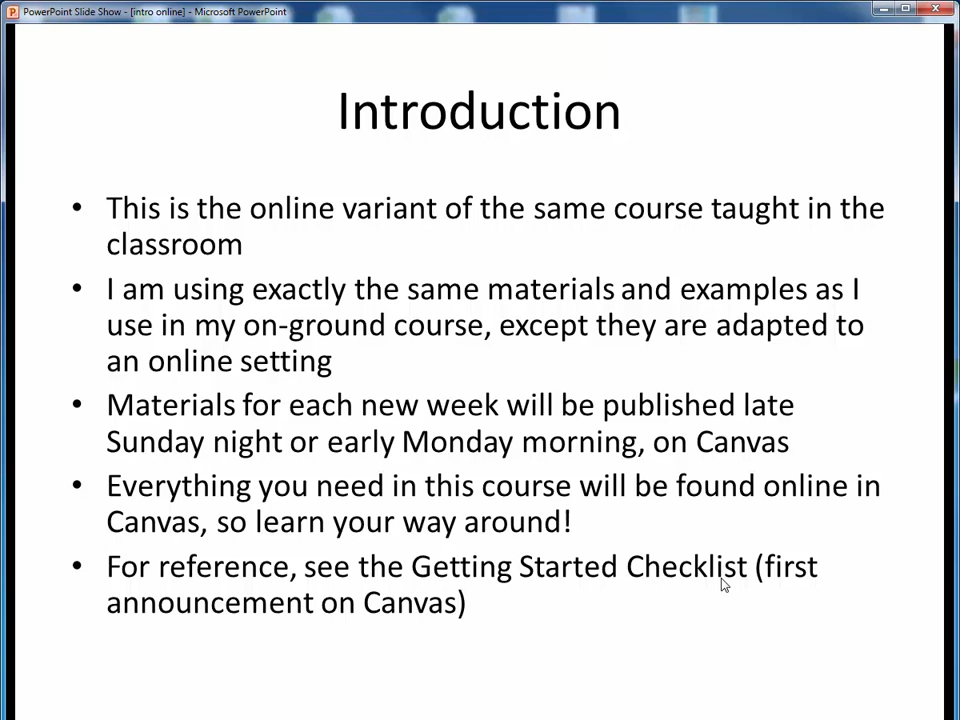 PowerPoint Slide Show - [intro online] - Microsoft PowerPoint
Introduction
• This is the online variant of the same course taught in the
classroom
• I am using exactly the same materials and examples as I
use in my on-ground course, except they are adapted to
an online setting
• Materials for each new week will be published late
Sunday night or early Monday morning, on Canvas
• Everything you need in this course will be found online in
Canvas, so learn your way around!
• For reference, see the Getting Started Checklist (first
announcement on Canvas)